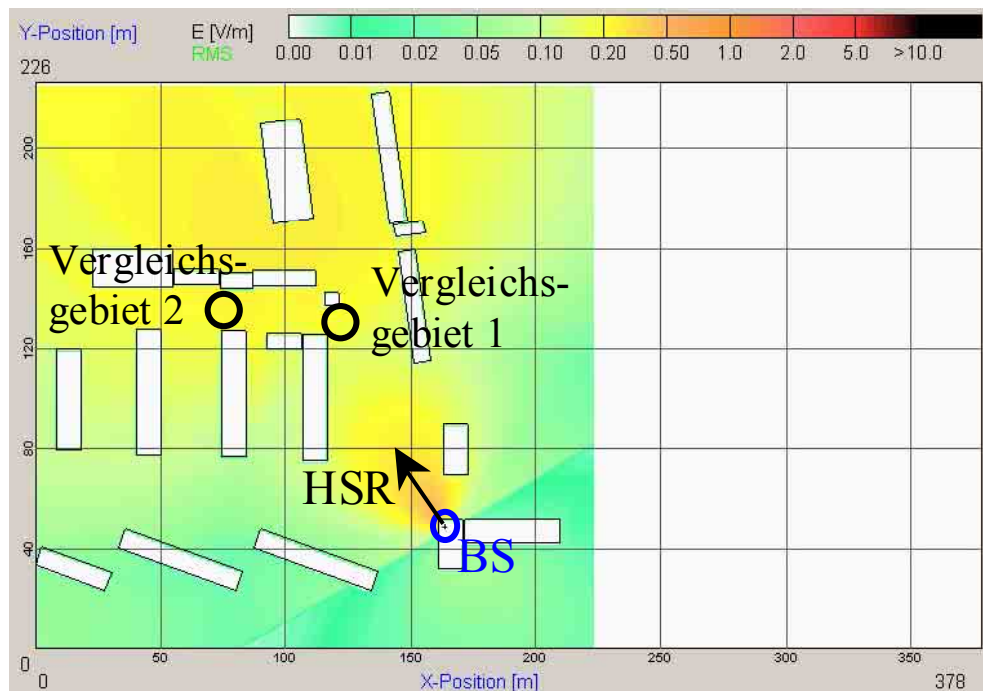 Y-Position [m]
E [V/m]
RMS
0.00 0.01 0.02 0.05 0.10 0.20 0.50 1.0 2.0 5.0 >10.0
226
200
160
120
80
40
0
Vergleichs-
gebiet 2
Vergleichs-
gebiet 1
HSR
BS
50 100 150 200 250 300 350
0
X-Position [m]
378